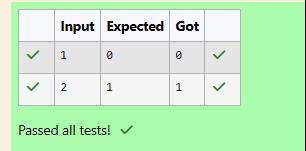 Input Expected Got
1 0 0
2 1 1
Passed all tests!